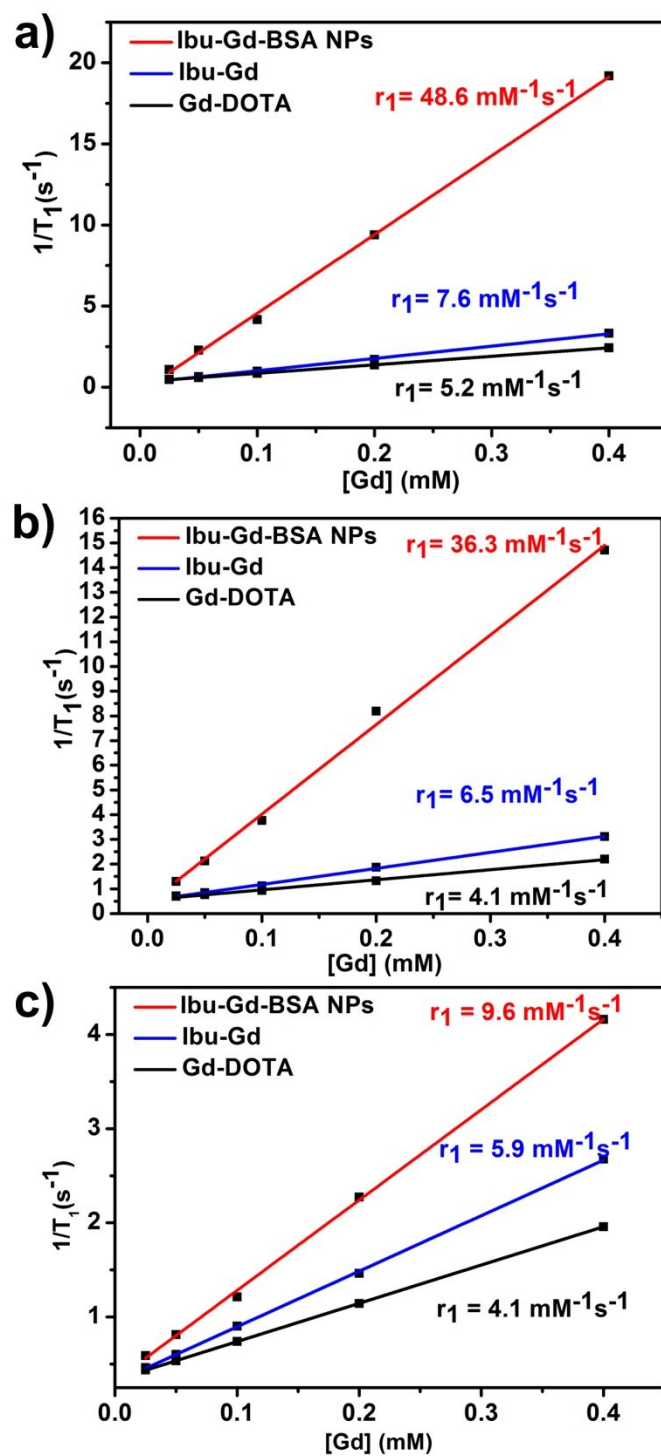 a)
Ibu-Gd-BSA NPs
Ibu-Gd
Gd-DOTA
r₁= 48.6 mM⁻¹s⁻¹
r₁= 7.6 mM⁻¹s⁻¹
r₁= 5.2 mM⁻¹s⁻¹
1/T₁(s⁻¹)
20
15
10
5
0
0.0 0.1 0.2 0.3 0.4
[Gd] (mM)
b)
Ibu-Gd-BSA NPs
Ibu-Gd
Gd-DOTA
r₁= 36.3 mM⁻¹s⁻¹
r₁= 6.5 mM⁻¹s⁻¹
r₁= 4.1 mM⁻¹s⁻¹
1/T₁(s⁻¹)
16
15
14
13
12
11
10
9
8
7
6
5
4
3
2
1
0
0.0 0.1 0.2 0.3 0.4
[Gd] (mM)
c)
Ibu-Gd-BSA NPs
Ibu-Gd
Gd-DOTA
r₁ = 9.6 mM⁻¹s⁻¹
r₁ = 5.9 mM⁻¹s⁻¹
r₁ = 4.1 mM⁻¹s⁻¹
1/T₁(s⁻¹)
4
3
2
1
0.0 0.1 0.2 0.3 0.4
[Gd] (mM)